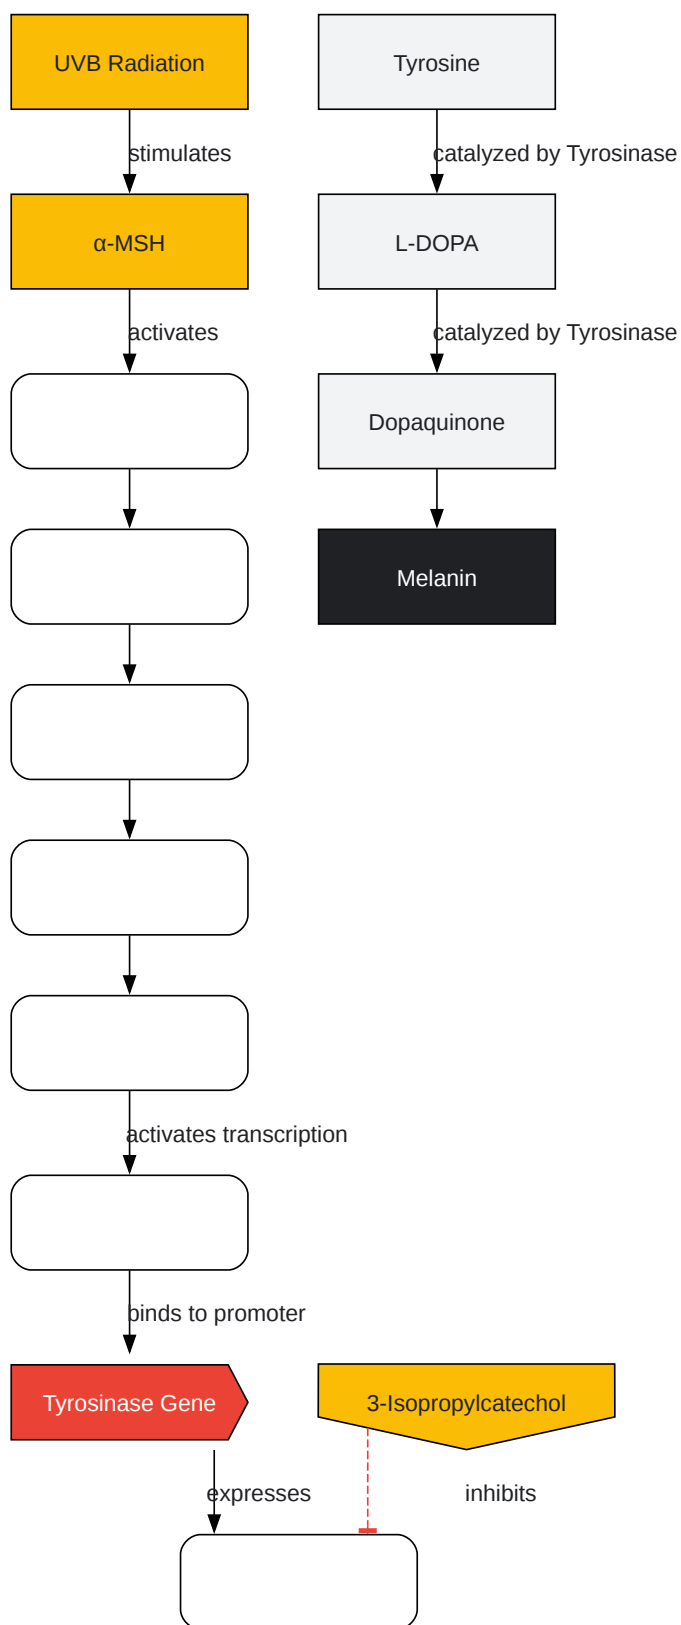 UVB Radiation
stimulates
α-MSH
activates
Tyrosine
catalyzed by Tyrosinase
L-DOPA
catalyzed by Tyrosinase
Dopaquinone
Melanin
activates transcription
binds to promoter
Tyrosinase Gene
3-Isopropylcatechol
expresses
inhibits